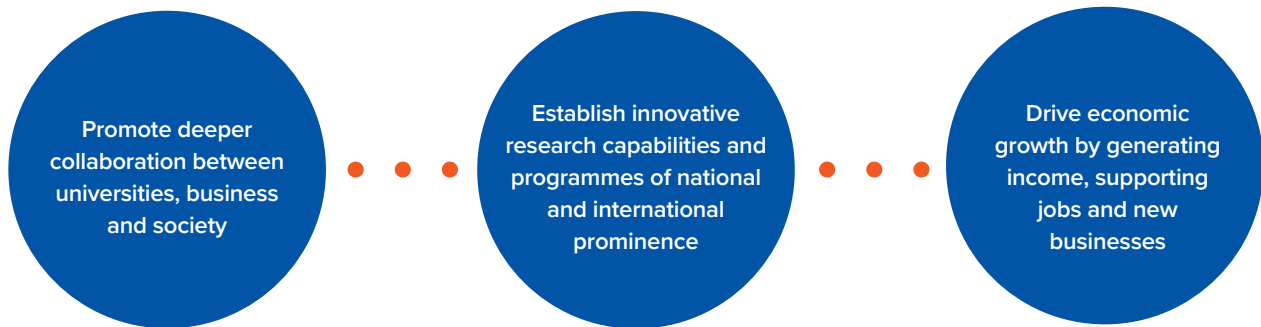 Promote deeper
collaboration between
universities, business
and society
Establish innovative
research capabilities and
programmes of national
and international
prominence
Drive economic
growth by generating
income, supporting
jobs and new
businesses